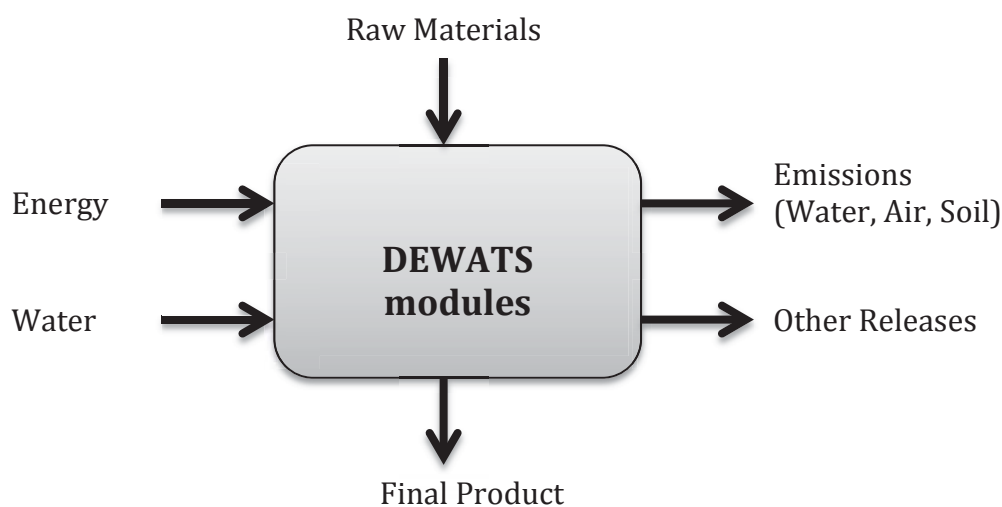 Raw Materials
Energy
Emissions
(Water, Air, Soil)
DEWATS
modules
Water
Other Releases
Final Product